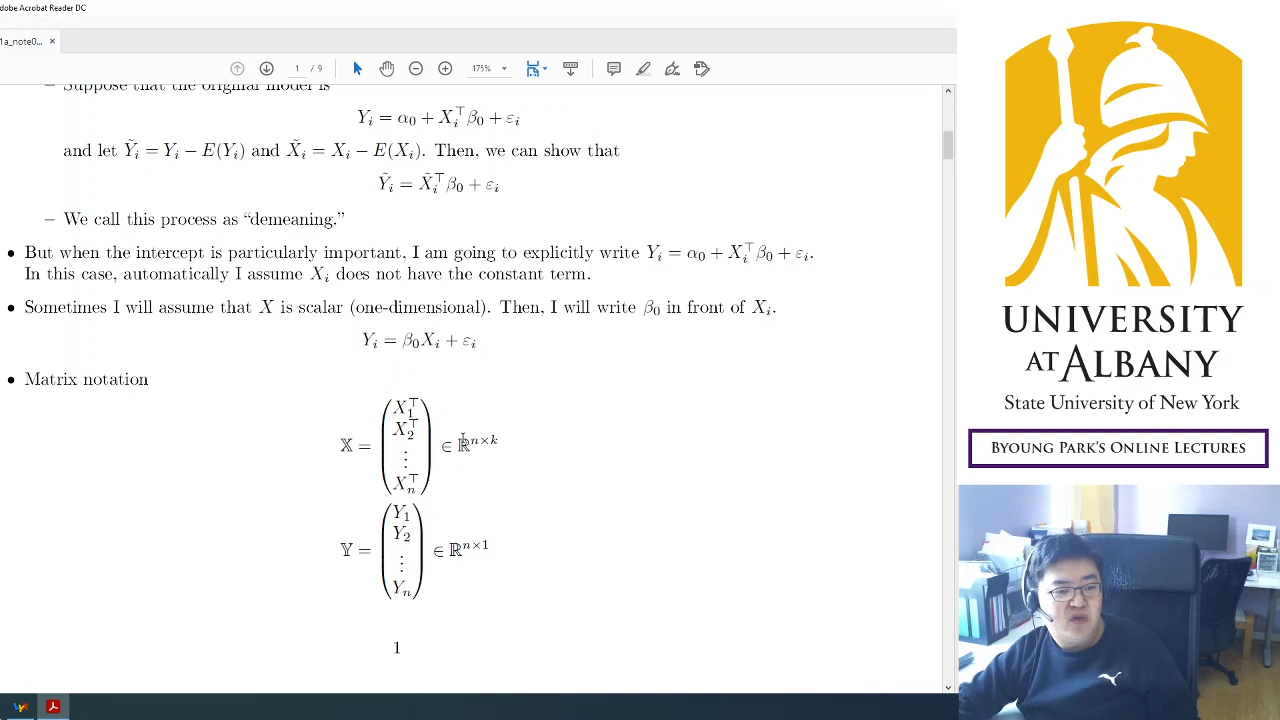 dobe Acrobat Reader DC
1a_note0... ×
1 / 9 175%
– Suppose that the original model is
Yᵢ = α₀ + Xᵢ⊤β₀ + εᵢ
and let Ỹᵢ = Yᵢ − E(Yᵢ) and X̃ᵢ = Xᵢ − E(Xᵢ). Then, we can show that
Ỹᵢ = X̃ᵢ⊤β₀ + εᵢ
– We call this process as “demeaning.”
• But when the intercept is particularly important, I am going to explicitly write Yᵢ = α₀ + Xᵢ⊤β₀ + εᵢ.
In this case, automatically I assume Xᵢ does not have the constant term.
• Sometimes I will assume that X is scalar (one-dimensional). Then, I will write β₀ in front of Xᵢ.
Yᵢ = β₀Xᵢ + εᵢ
• Matrix notation
X₁⊤
X₂⊤
𝕏 = ⋮ ∈ ℝⁿˣᵏ
Xₙ⊤
Y₁
Y₂
𝕐 = ⋮ ∈ ℝⁿˣ¹
Yₙ
1
UNIVERSITY
AT ALBANY
State University of New York
BYOUNG PARK'S ONLINE LECTURES